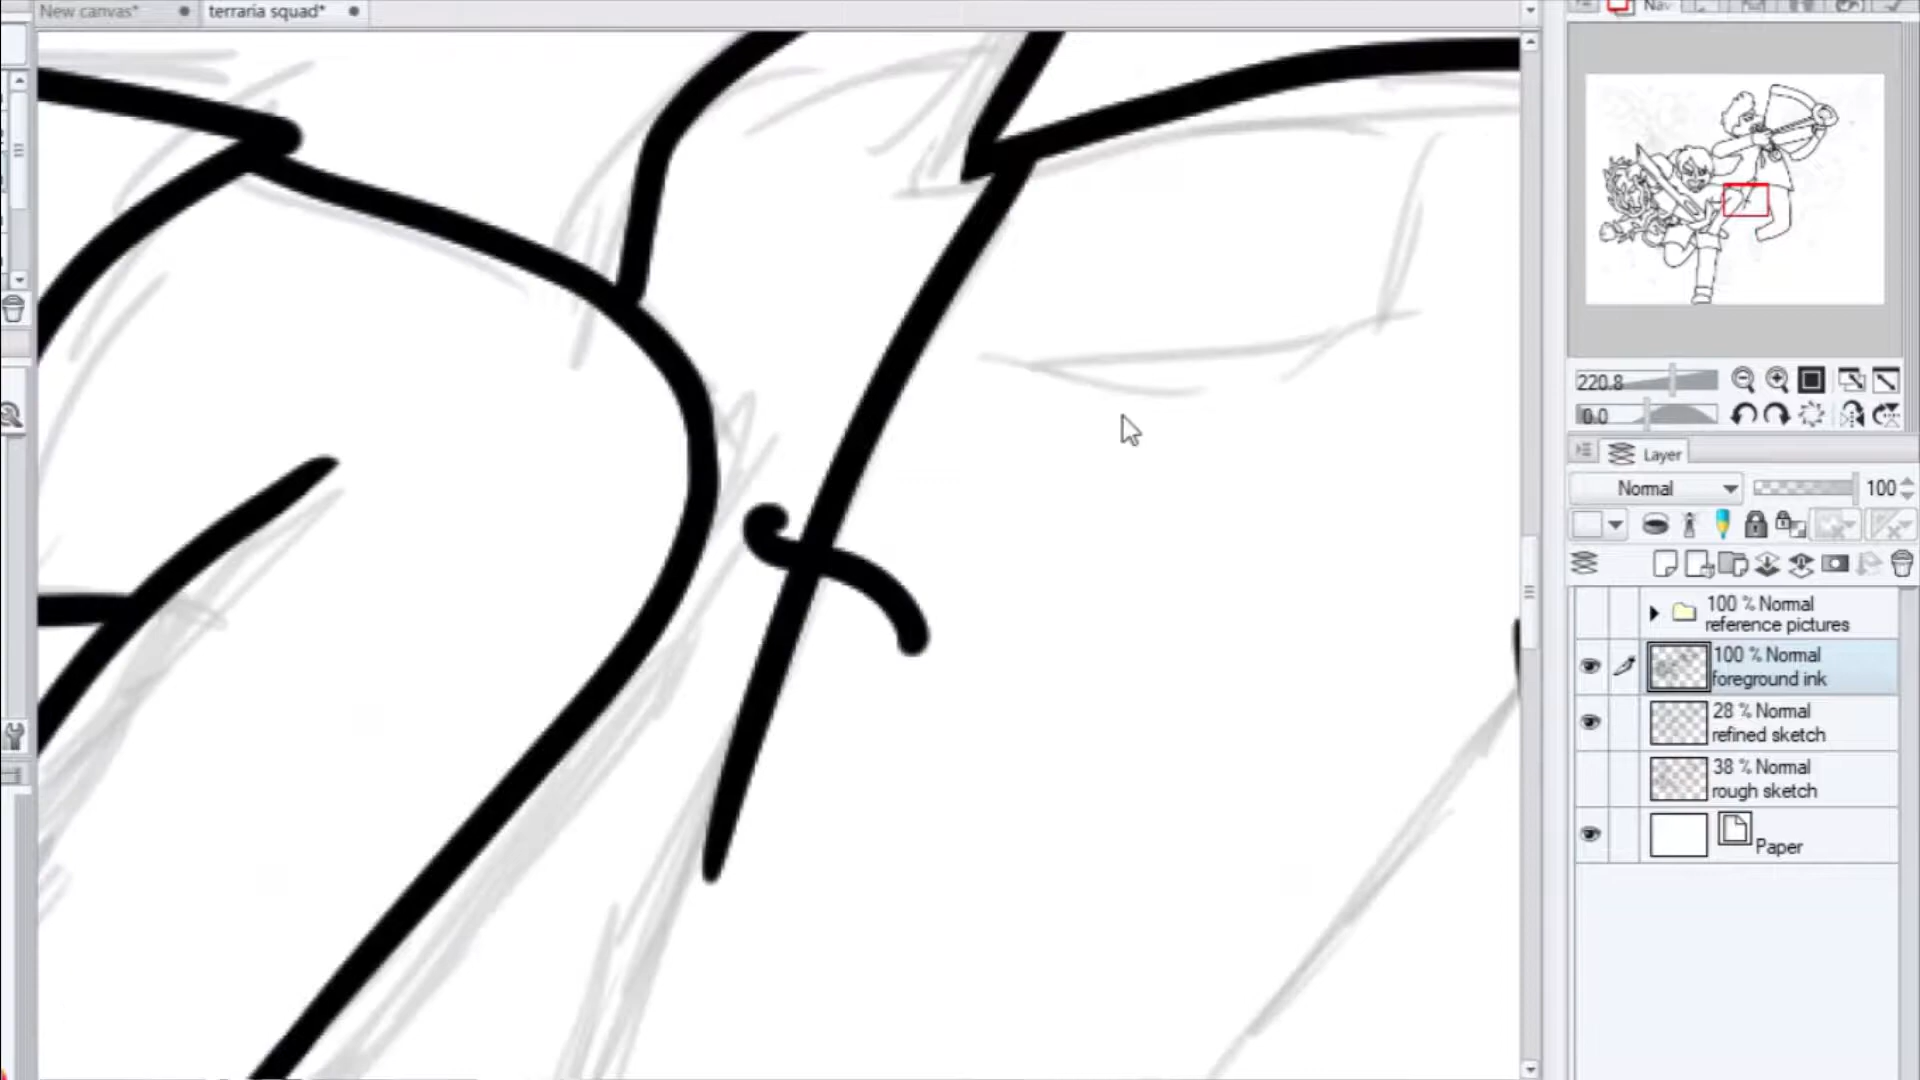 New canvas*
terraria squad*
Nav
220.8
0.0
Layer
Normal
100
100 % Normal
reference pictures
100 % Normal
foreground ink
28 % Normal
refined sketch
38 % Normal
rough sketch
Paper